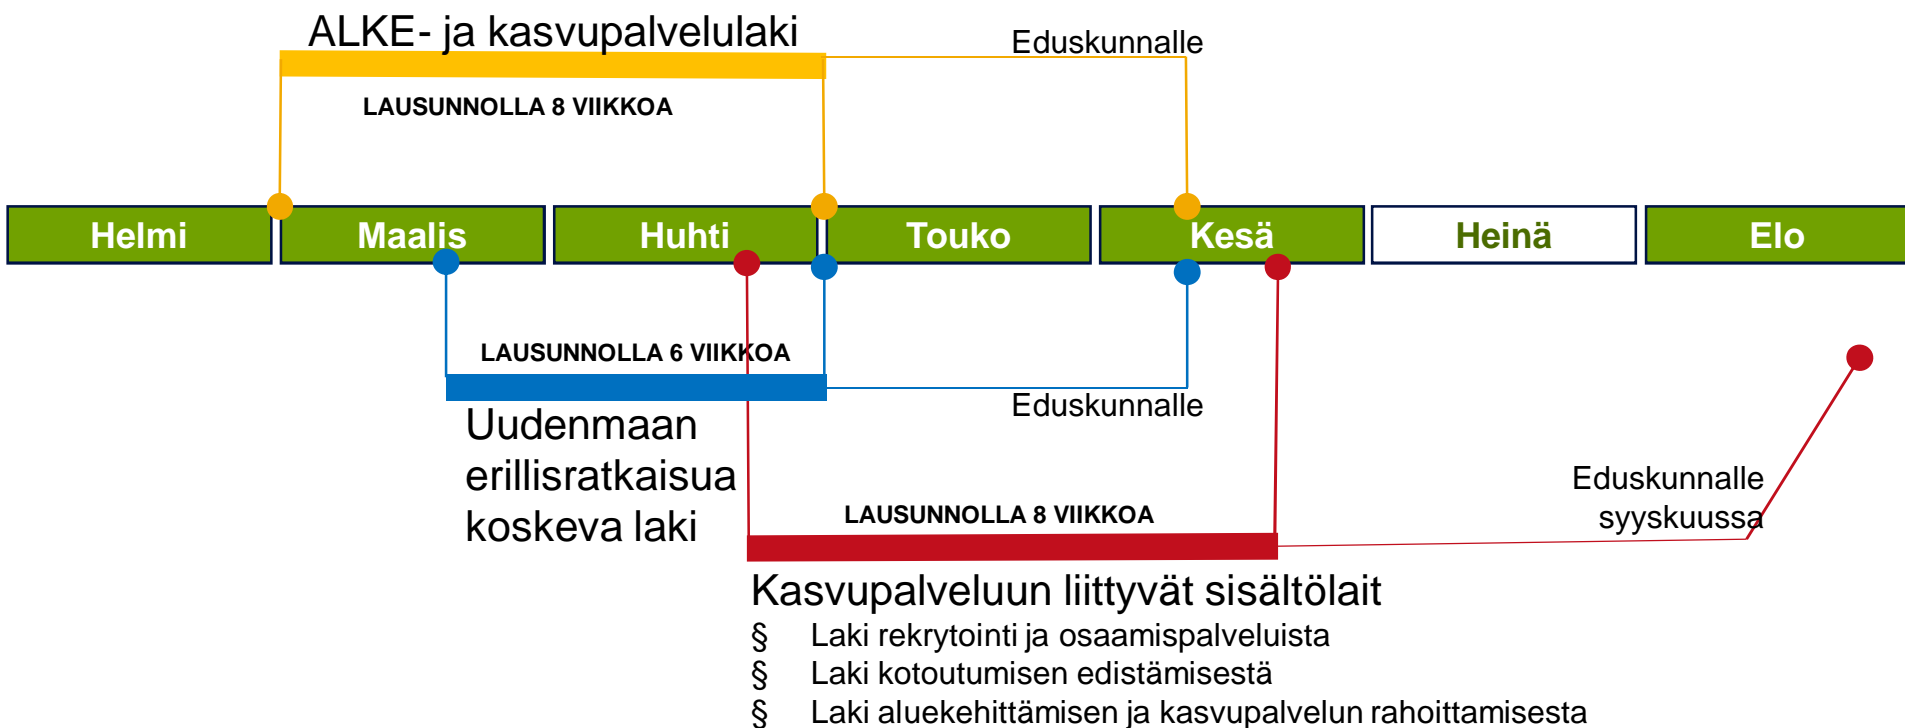 ALKE- ja kasvupalvelulaki
Eduskunnalle
LAUSUNNOLLA 8 VIIKKOA
Helmi
Maalis
Huhti
Touko
Kesä
Heinä
Elo
LAUSUNNOLLA 6 VIIKKOA
Eduskunnalle
Uudenmaan
erillisratkaisua
koskeva laki
Eduskunnalle
syyskuussa
LAUSUNNOLLA 8 VIIKKOA
Kasvupalveluun liittyvät sisältölait
§ Laki rekrytointi ja osaamispalveluista
§ Laki kotoutumisen edistämisestä
§ Laki aluekehittämisen ja kasvupalvelun rahoittamisesta